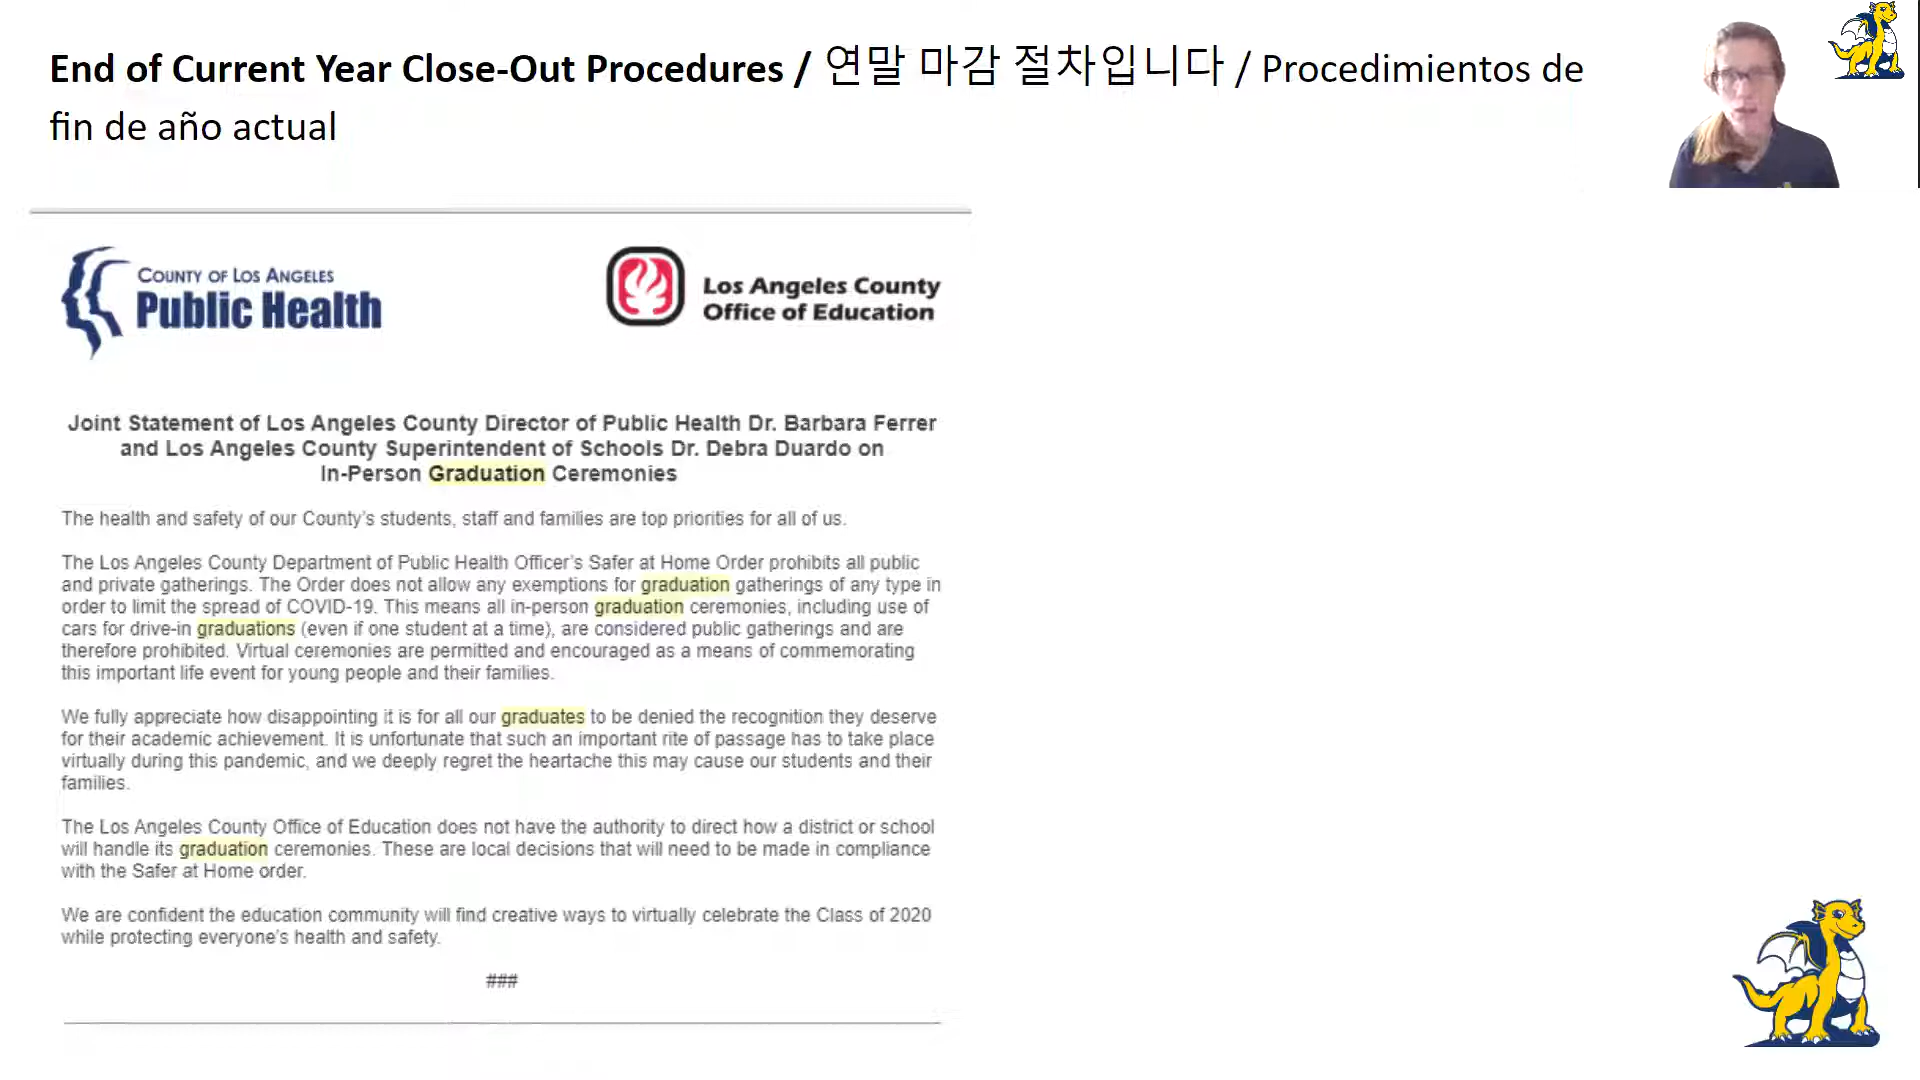 End of Current Year Close-Out Procedures / 연말 마감 절차입니다 / Procedimientos de
fin de año actual
COUNTY OF LOS ANGELES
Public Health
Los Angeles County
Office of Education
Joint Statement of Los Angeles County Director of Public Health Dr. Barbara Ferrer
and Los Angeles County Superintendent of Schools Dr. Debra Duardo on
In-Person Graduation Ceremonies
The health and safety of our County's students, staff and families are top priorities for all of us.
The Los Angeles County Department of Public Health Officer's Safer at Home Order prohibits all public
and private gatherings. The Order does not allow any exemptions for graduation gatherings of any type in
order to limit the spread of COVID-19. This means all in-person graduation ceremonies, including use of
cars for drive-in graduations (even if one student at a time), are considered public gatherings and are
therefore prohibited. Virtual ceremonies are permitted and encouraged as a means of commemorating
this important life event for young people and their families.
We fully appreciate how disappointing it is for all our graduates to be denied the recognition they deserve
for their academic achievement. It is unfortunate that such an important rite of passage has to take place
virtually during this pandemic, and we deeply regret the heartache this may cause our students and their
families.
The Los Angeles County Office of Education does not have the authority to direct how a district or school
will handle its graduation ceremonies. These are local decisions that will need to be made in compliance
with the Safer at Home order.
We are confident the education community will find creative ways to virtually celebrate the Class of 2020
while protecting everyone's health and safety.
###